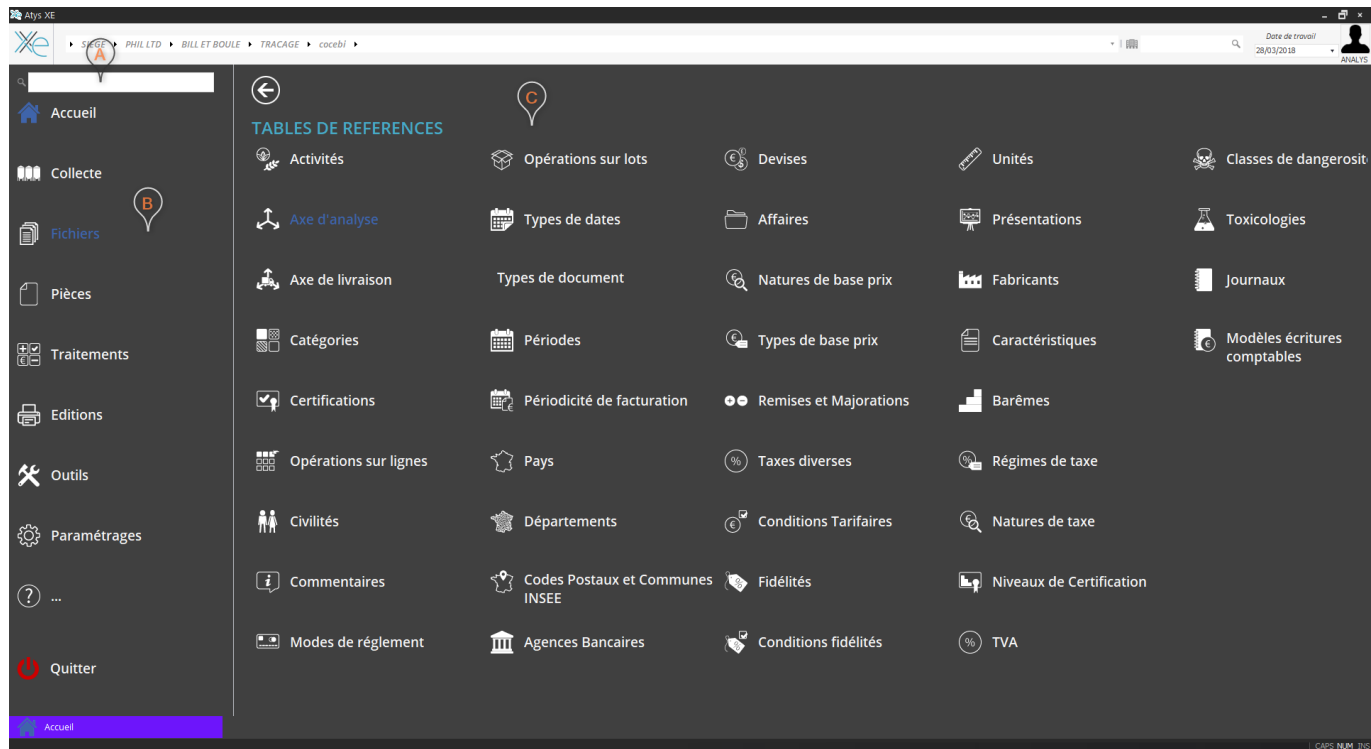 Atys XE
Xe SIEGE PHIL LTD BILL ET BOULE TRACAGE cocebi
Date de travail
28/03/2018
ANALYS
A
Accueil
Collecte
B
Fichiers
Pièces
Traitements
Editions
Outils
Paramétrages
...
Quitter
Accueil
C
TABLES DE REFERENCES
Activités
Axe d'analyse
Axe de livraison
Catégories
Certifications
Opérations sur lignes
Civilités
Commentaires
Modes de réglement
Opérations sur lots
Types de dates
Types de document
Périodes
Périodicité de facturation
Pays
Départements
Codes Postaux et Communes
INSEE
Agences Bancaires
Devises
Affaires
Natures de base prix
Types de base prix
Remises et Majorations
Taxes diverses
Conditions Tarifaires
Fidélités
Conditions fidélités
Unités
Présentations
Fabricants
Caractéristiques
Barêmes
Régimes de taxe
Natures de taxe
Niveaux de Certification
TVA
Classes de dangerosit
Toxicologies
Journaux
Modèles écritures
comptables
CAPS NUM INS